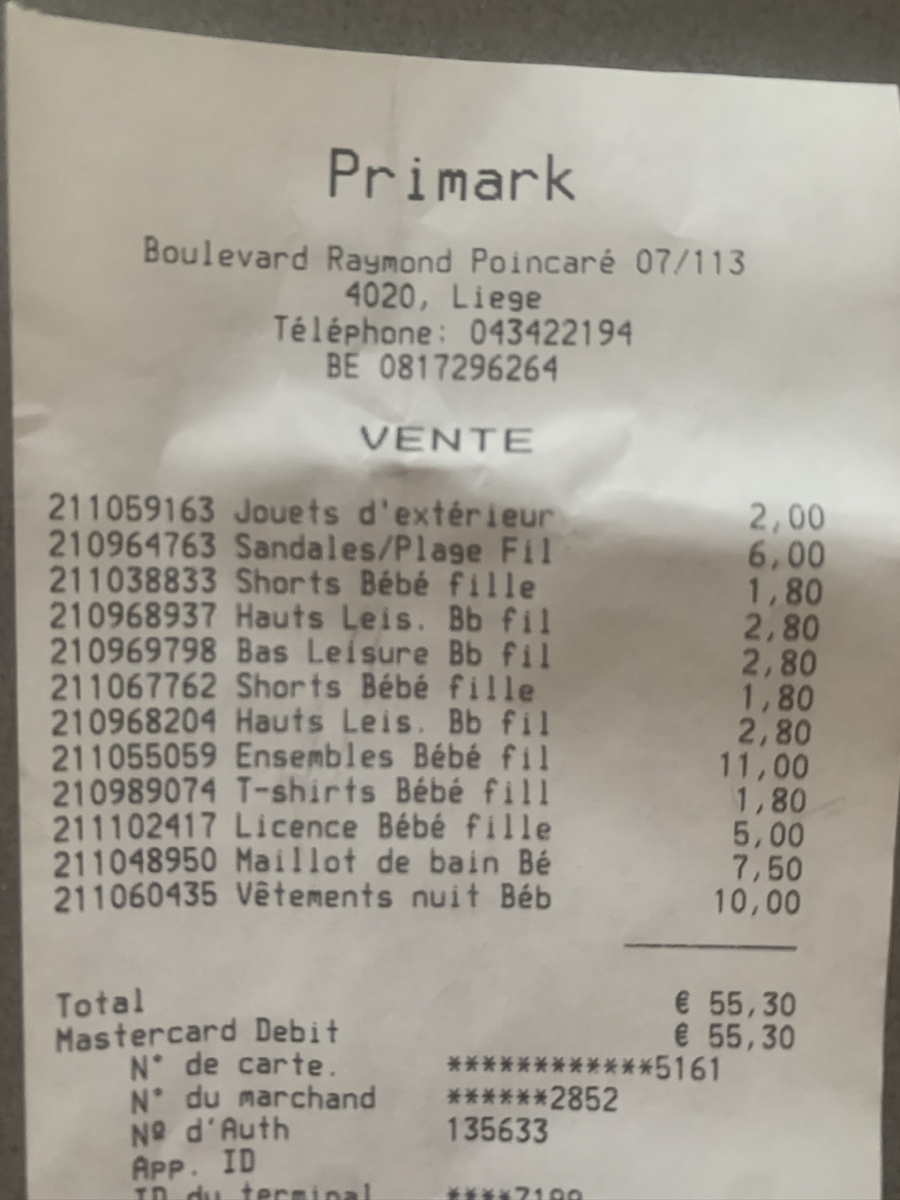 Primark
Boulevard Raymond Poincaré 07/113
4020, Liege
Téléphone: 043422194
BE 0817296264
VENTE
211059163 Jouets d'extérieur 2,00
210964763 Sandales/Plage Fil 6,00
211038833 Shorts Bébé fille 1,80
210968937 Hauts Leis. Bb fil 2,80
210969798 Bas Leisure Bb fil 2,80
211067762 Shorts Bébé fille 1,80
210968204 Hauts Leis. Bb fil 2,80
211055059 Ensembles Bébé fil 11,00
210989074 T-shirts Bébé fill 1,80
211102417 Licence Bébé fille 5,00
211048950 Maillot de bain Bé 7,50
211060435 Vêtements nuit Béb 10,00
Total € 55,30
Mastercard Debit € 55,30
N° de carte. ************5161
N° du marchand ******2852
Nº d'Auth 135633
App. ID
ID du terminal ****7199